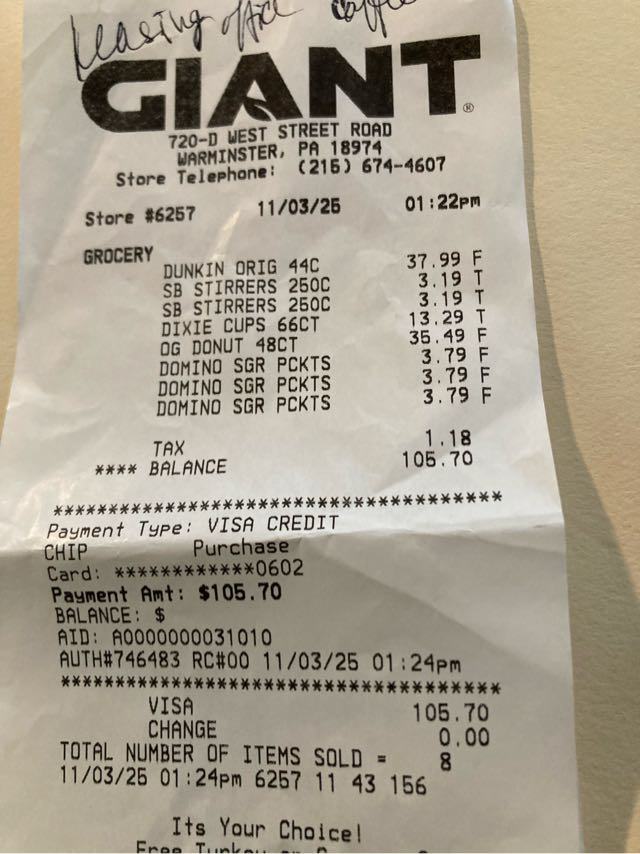 Leasing office coffee
GIANT®
720-D WEST STREET ROAD
WARMINSTER, PA 18974
Store Telephone: (215) 674-4607
Store #6257 11/03/25 01:22pm
GROCERY
DUNKIN ORIG 44C 37.99 F
SB STIRRERS 250C 3.19 T
SB STIRRERS 250C 3.19 T
DIXIE CUPS 66CT 13.29 T
OG DONUT 48CT 35.49 F
DOMINO SGR PCKTS 3.79 F
DOMINO SGR PCKTS 3.79 F
DOMINO SGR PCKTS 3.79 F
TAX 1.18
**** BALANCE 105.70
*****************************************
Payment Type: VISA CREDIT
CHIP Purchase
Card: ************0602
Payment Amt: $105.70
BALANCE: $
AID: A0000000031010
AUTH#746483 RC#00 11/03/25 01:24pm
*****************************************
VISA 105.70
CHANGE 0.00
TOTAL NUMBER OF ITEMS SOLD = 8
11/03/25 01:24pm 6257 11 43 156
Its Your Choice!
Free Turkey or